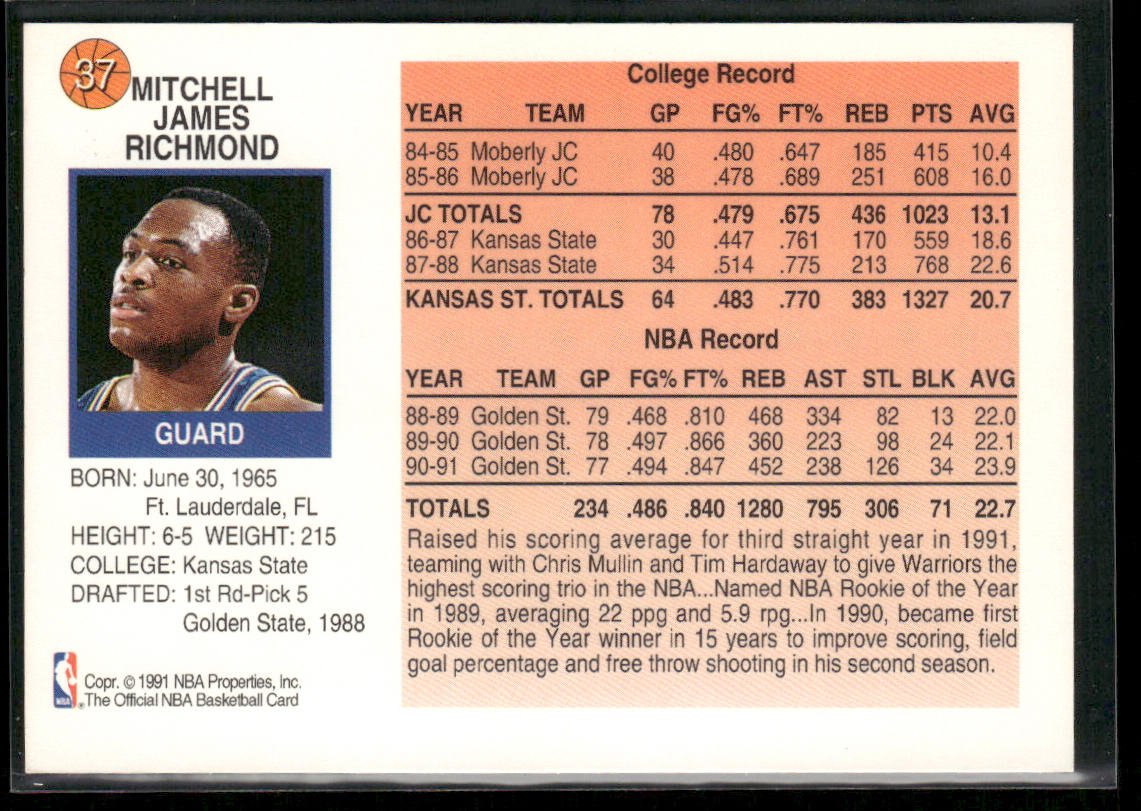 37
MITCHELL
JAMES
RICHMOND
GUARD
BORN: June 30, 1965
Ft. Lauderdale, FL
HEIGHT: 6-5 WEIGHT: 215
COLLEGE: Kansas State
DRAFTED: 1st Rd-Pick 5
Golden State, 1988
NBA
®
Copr. © 1991 NBA Properties, Inc.
The Official NBA Basketball Card
College Record
YEAR TEAM GP FG% FT% REB PTS AVG
84-85 Moberly JC 40 .480 .647 185 415 10.4
85-86 Moberly JC 38 .478 .689 251 608 16.0
JC TOTALS 78 .479 .675 436 1023 13.1
86-87 Kansas State 30 .447 .761 170 559 18.6
87-88 Kansas State 34 .514 .775 213 768 22.6
KANSAS ST. TOTALS 64 .483 .770 383 1327 20.7
NBA Record
YEAR TEAM GP FG% FT% REB AST STL BLK AVG
88-89 Golden St. 79 .468 .810 468 334 82 13 22.0
89-90 Golden St. 78 .497 .866 360 223 98 24 22.1
90-91 Golden St. 77 .494 .847 452 238 126 34 23.9
TOTALS 234 .486 .840 1280 795 306 71 22.7
Raised his scoring average for third straight year in 1991,
teaming with Chris Mullin and Tim Hardaway to give Warriors the
highest scoring trio in the NBA...Named NBA Rookie of the Year
in 1989, averaging 22 ppg and 5.9 rpg...In 1990, became first
Rookie of the Year winner in 15 years to improve scoring, field
goal percentage and free throw shooting in his second season.